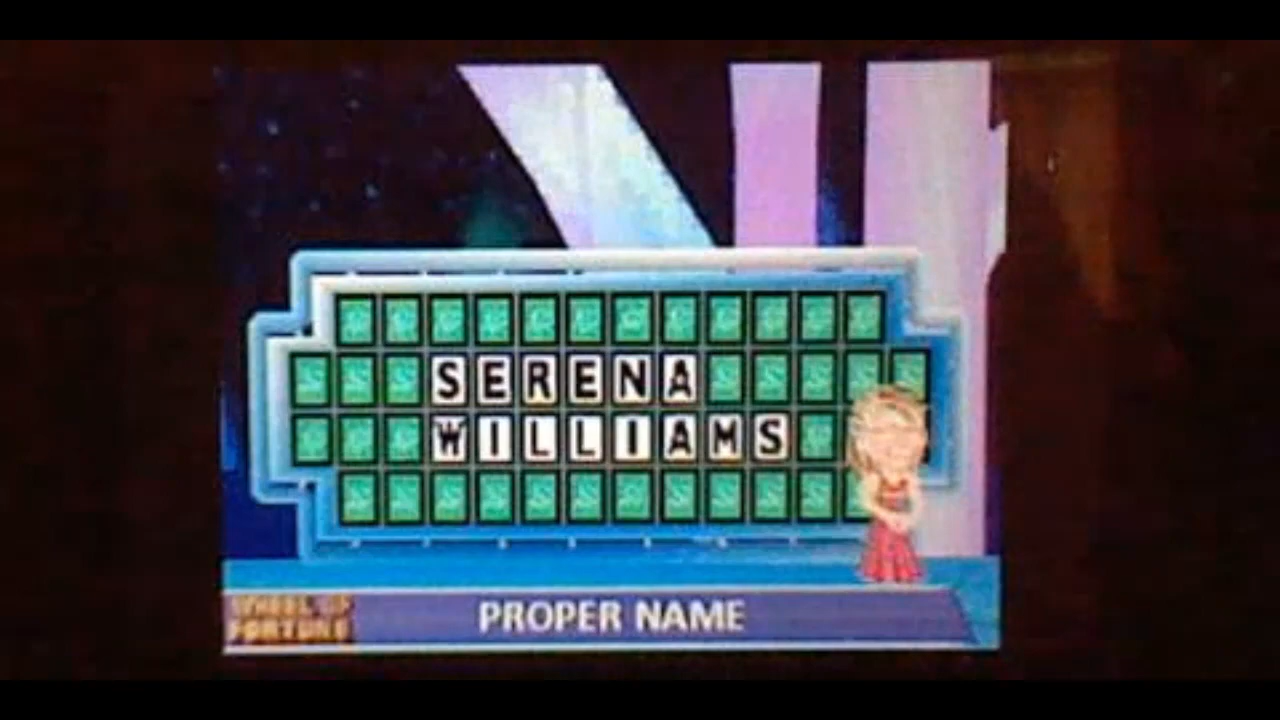 SERENA
WILLIAMS
WHEEL OF
FORTUNE
PROPER NAME